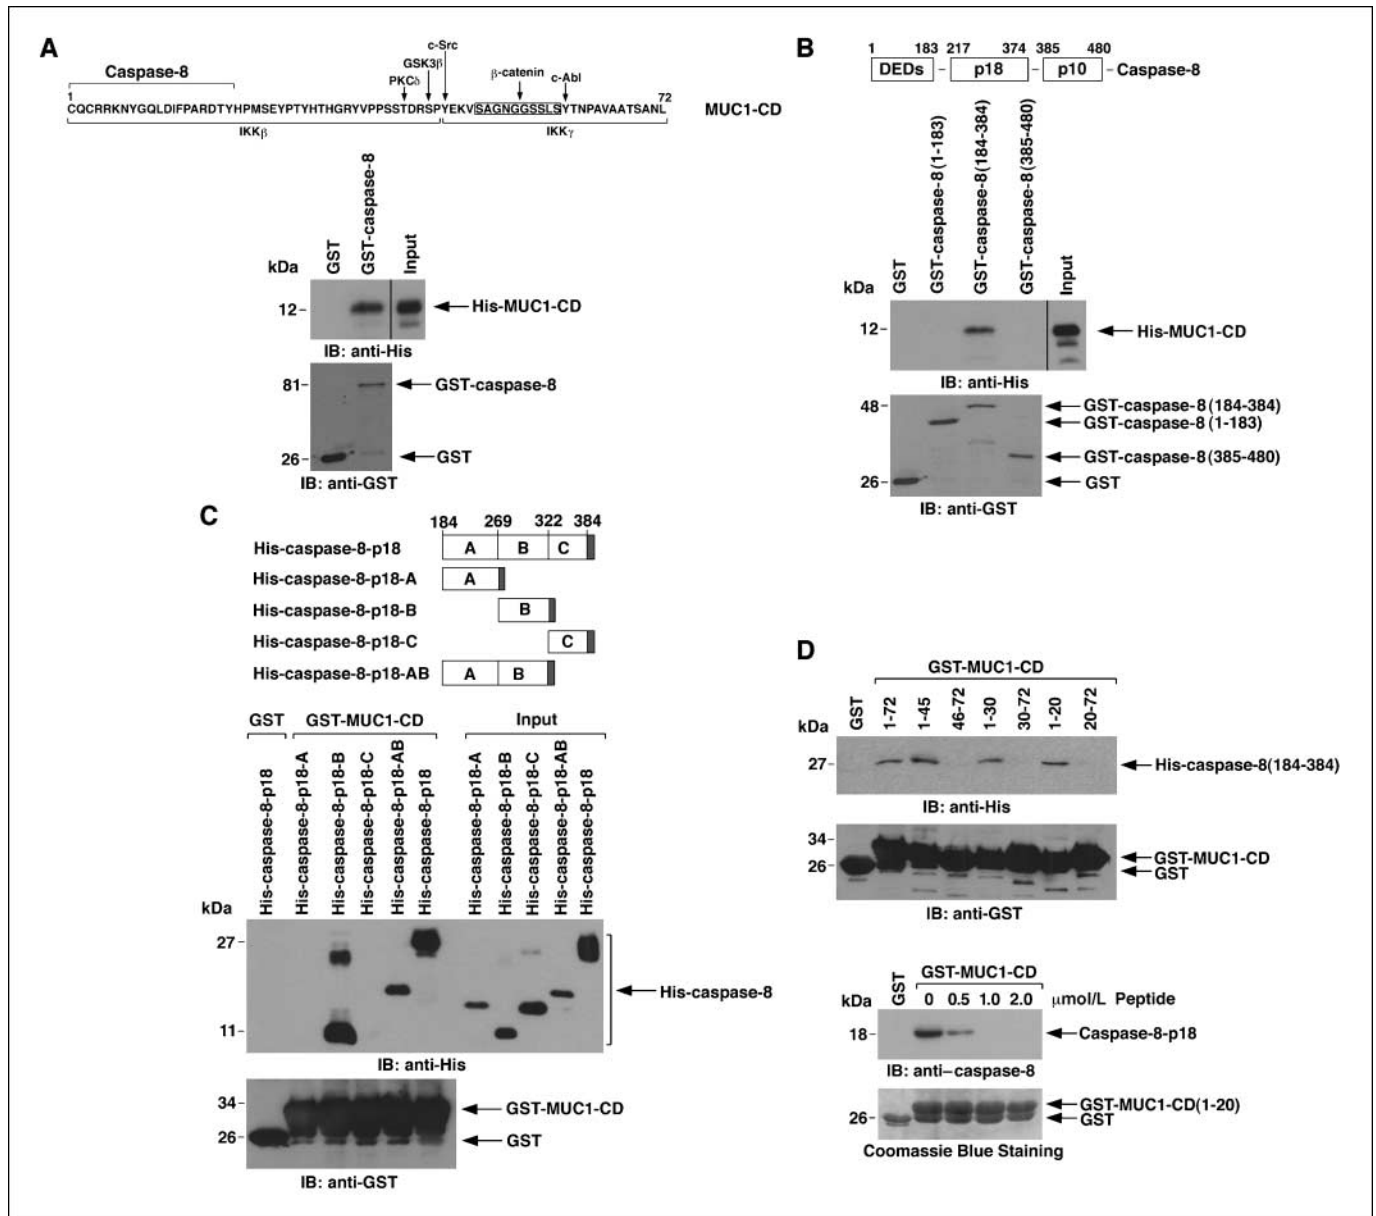 A
c-Src
GSK3β
Caspase-8
PKCδ
β-catenin
c-Abl
1
72
CQCRRKNYGQLDIFPARDTYHPMSEYPTYHTHGRYVPPSSTDRSPYEKVSAGNGGSSLSYTNPAVAATSANL
MUC1-CD
IKKβ
IKKγ
GST
GST-caspase-8
Input
kDa
12
His-MUC1-CD
IB: anti-His
81
GST-caspase-8
26
GST
IB: anti-GST
B
1 183 217 374 385 480
DEDs p18 p10 Caspase-8
GST
GST-caspase-8 (1-183)
GST-caspase-8 (184-384)
GST-caspase-8 (385-480)
Input
kDa
12
His-MUC1-CD
IB: anti-His
48
GST-caspase-8 (184-384)
GST-caspase-8 (1-183)
GST-caspase-8 (385-480)
26
GST
IB: anti-GST
C
184 269 322 384
His-caspase-8-p18 A B C
His-caspase-8-p18-A A
His-caspase-8-p18-B B
His-caspase-8-p18-C C
His-caspase-8-p18-AB A B
GST GST-MUC1-CD Input
His-caspase-8-p18
His-caspase-8-p18-A
His-caspase-8-p18-B
His-caspase-8-p18-C
His-caspase-8-p18-AB
His-caspase-8-p18
His-caspase-8-p18-A
His-caspase-8-p18-B
His-caspase-8-p18-C
His-caspase-8-p18-AB
His-caspase-8-p18
kDa
27
His-caspase-8
11
IB: anti-His
34
GST-MUC1-CD
26
GST
IB: anti-GST
D
GST-MUC1-CD
GST
1-72
1-45
46-72
1-30
30-72
1-20
20-72
kDa
27
His-caspase-8(184-384)
IB: anti-His
34
GST-MUC1-CD
26
GST
IB: anti-GST
GST
GST-MUC1-CD
kDa
0 0.5 1.0 2.0 μmol/L Peptide
18
Caspase-8-p18
IB: anti–caspase-8
GST-MUC1-CD(1-20)
26
GST
Coomassie Blue Staining